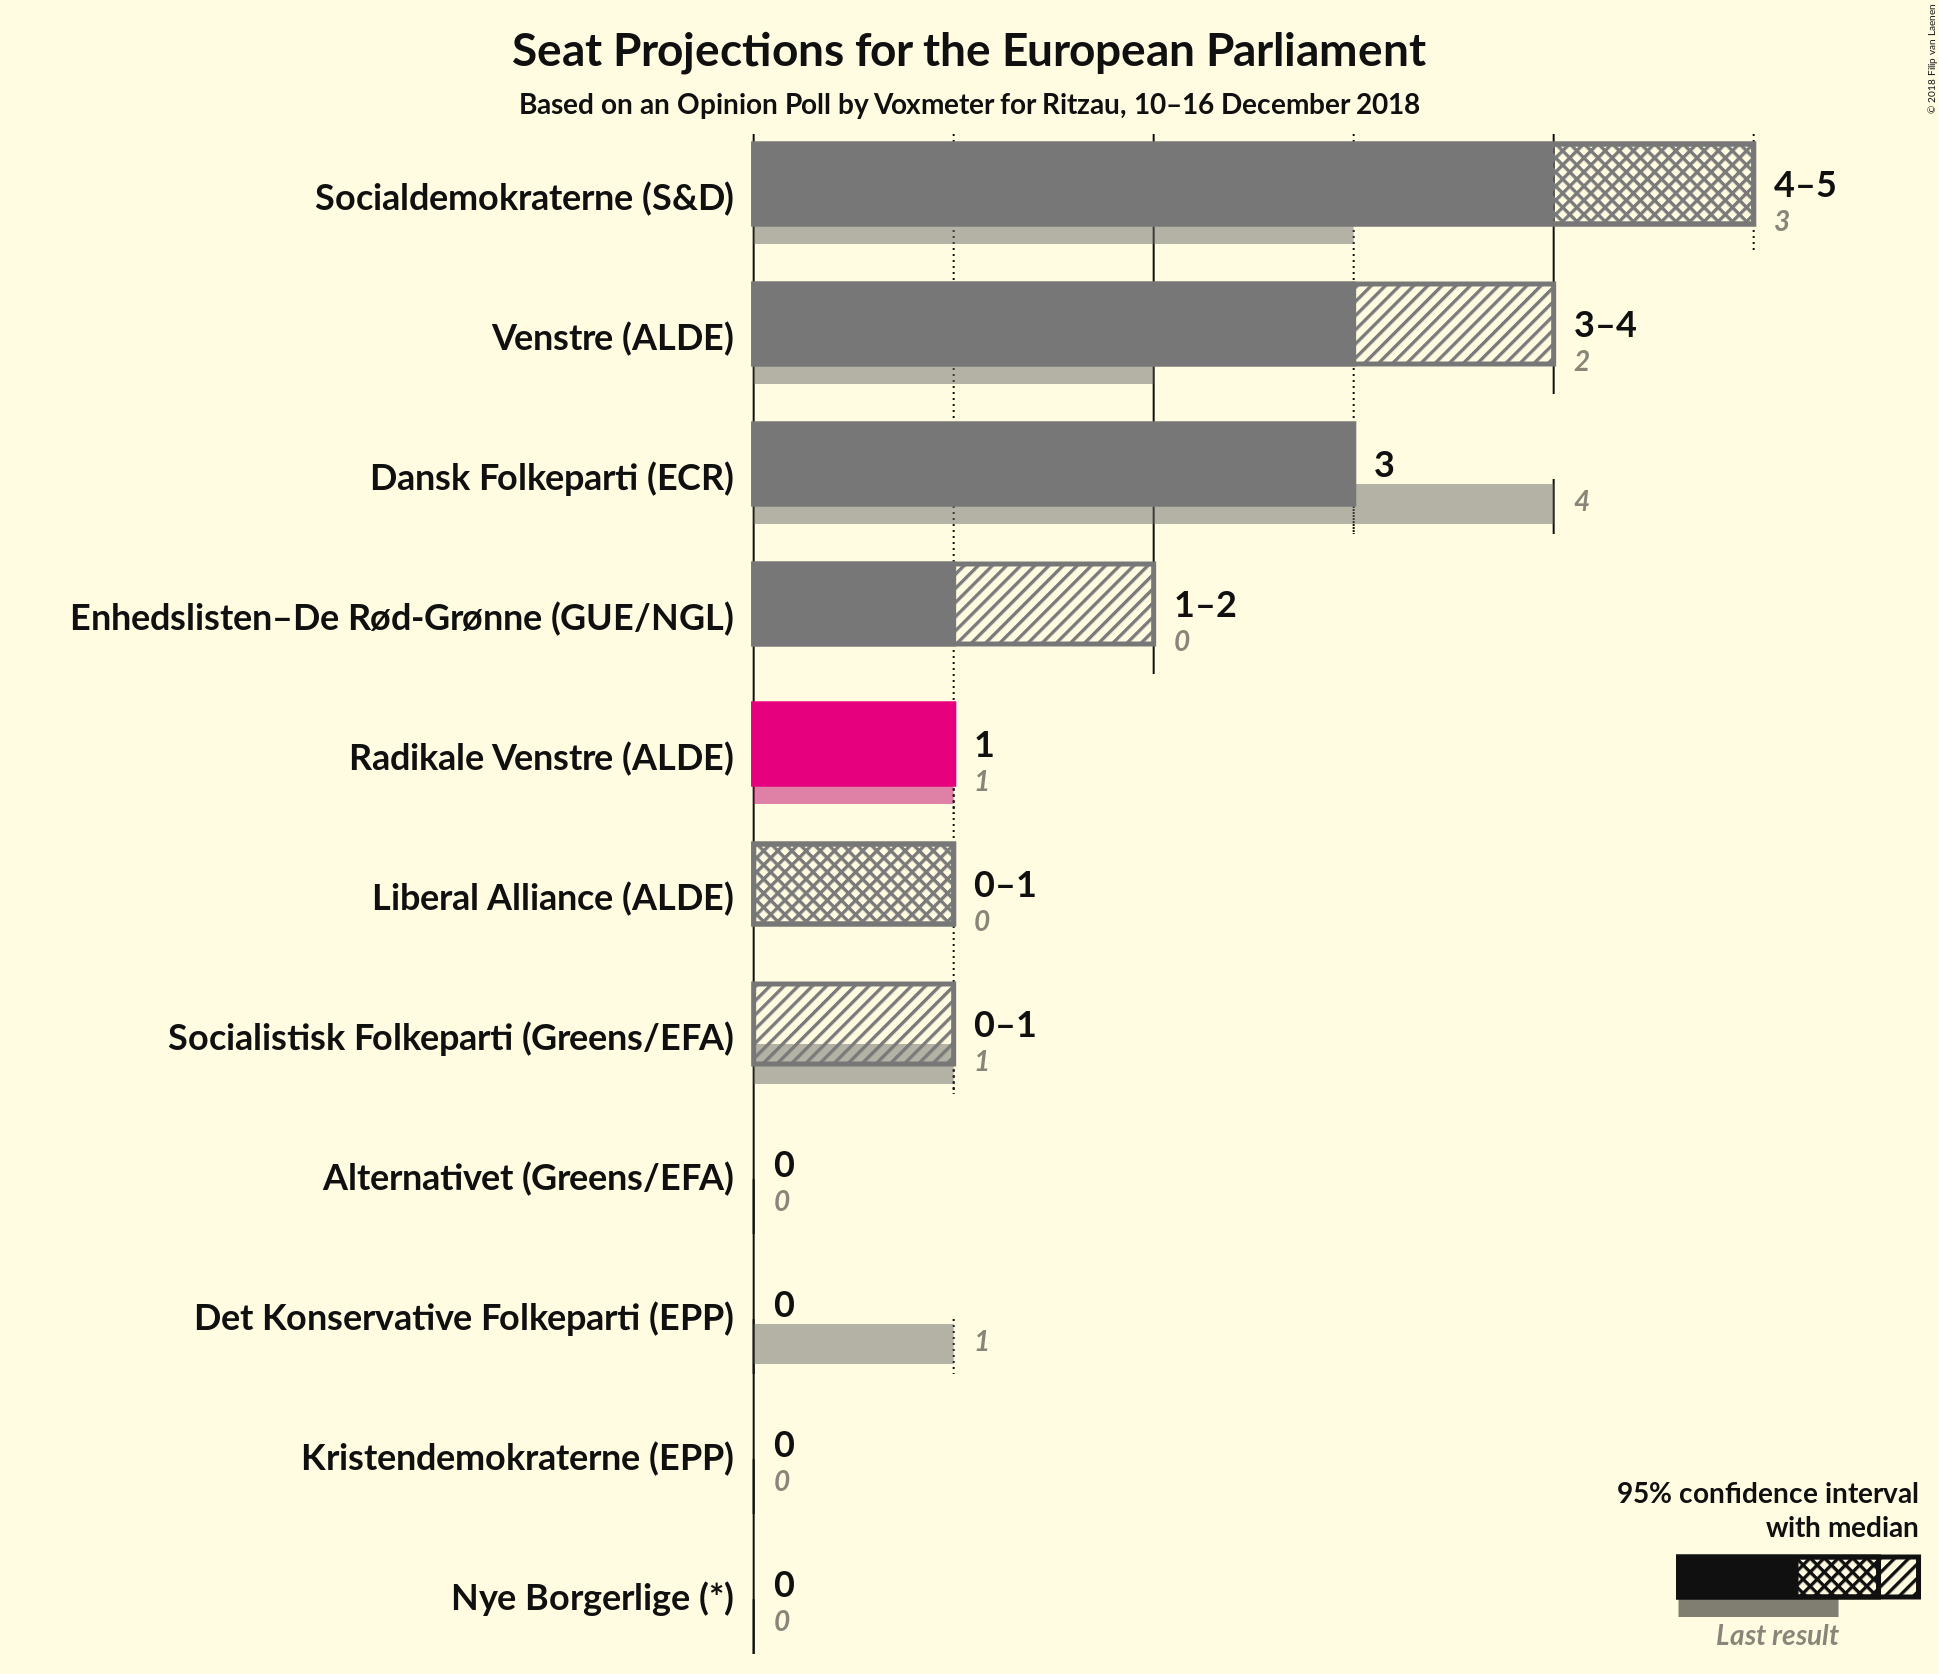 Seat Projections for the European Parliament
Based on an Opinion Poll by Voxmeter for Ritzau, 10–16 December 2018
© 2018 Filip van Laenen
Socialdemokraterne (S&D)
4–5
3
Venstre (ALDE)
3–4
2
Dansk Folkeparti (ECR)
3
4
Enhedslisten–De Rød-Grønne (GUE/NGL)
1–2
0
Radikale Venstre (ALDE)
1
1
Liberal Alliance (ALDE)
0–1
0
Socialistisk Folkeparti (Greens/EFA)
0–1
1
Alternativet (Greens/EFA)
0
0
Det Konservative Folkeparti (EPP)
0
1
Kristendemokraterne (EPP)
0
0
Nye Borgerlige (*)
0
0
95% confidence interval
with median
Last result